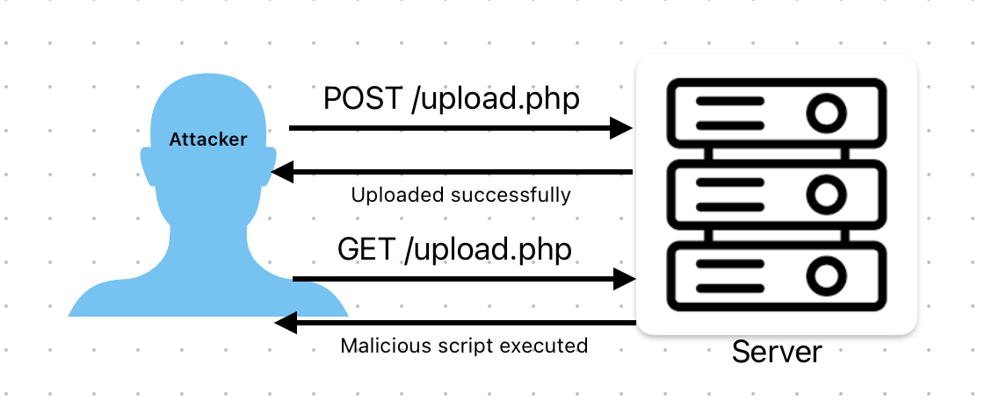 POST /upload.php
Attacker
Uploaded successfully
GET /upload.php
Malicious script executed
Server